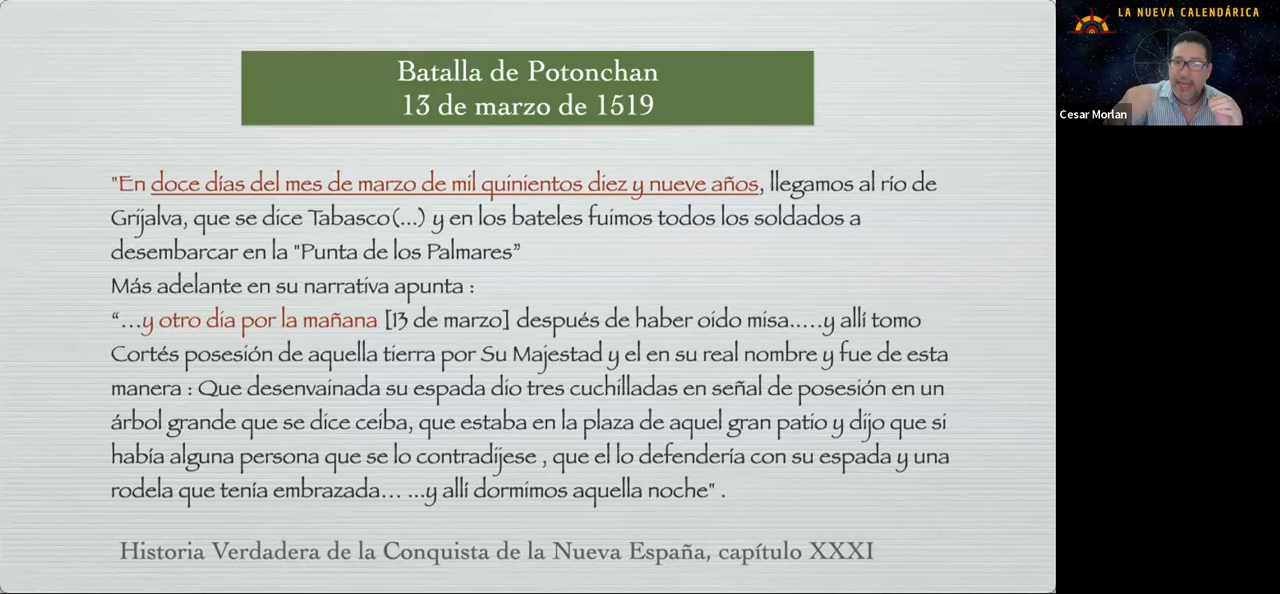 Batalla de Potonchan
13 de marzo de 1519
"En doce días del mes de marzo de mil quinientos diez y nueve años, llegamos al río de
Grijalva, que se dice Tabasco(...) y en los bateles fuimos todos los soldados a
desembarcar en la "Punta de los Palmares”
Más adelante en su narrativa apunta :
“...y otro día por la mañana [13 de marzo] después de haber oido misa.....y allí tomo
Cortés posesión de aquella tierra por Su Majestad y el en su real nombre y fue de esta
manera : Que desenvainada su espada dio tres cuchilladas en señal de posesión en un
árbol grande que se dice ceiba, que estaba en la plaza de aquel gran patio y dijo que si
había alguna persona que se lo contradijese , que el lo defendería con su espada y una
rodela que tenía embrazada... ...y allí dormimos aquella noche" .
Historia Verdadera de la Conquista de la Nueva España, capítulo XXXI
LA NUEVA CALENDÁRICA
Cesar Morlan